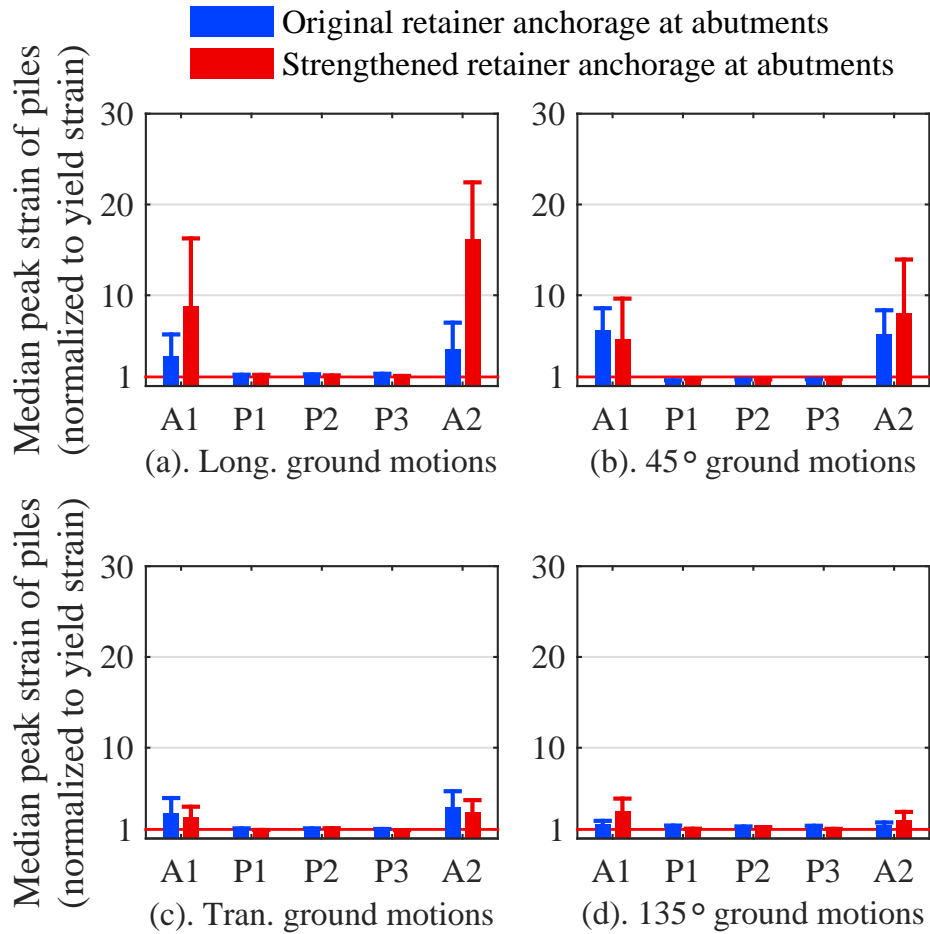 Original retainer anchorage at abutments
Strengthened retainer anchorage at abutments
Median peak strain of piles
(normalized to yield strain)
30
20
10
1
A1 P1 P2 P3 A2
(a). Long. ground motions
30
20
10
1
A1 P1 P2 P3 A2
(b). 45° ground motions
Median peak strain of piles
(normalized to yield strain)
30
20
10
1
A1 P1 P2 P3 A2
(c). Tran. ground motions
30
20
10
1
A1 P1 P2 P3 A2
(d). 135° ground motions